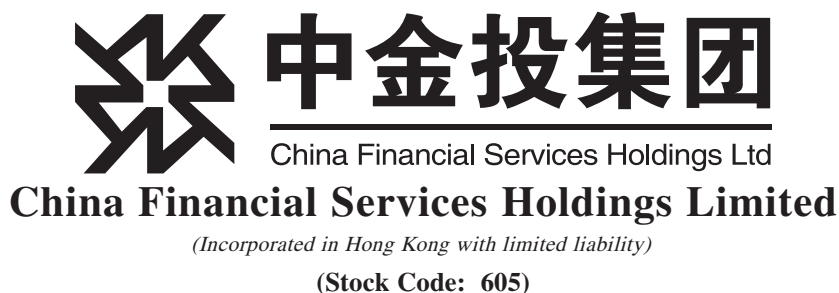 中金投集团
China Financial Services Holdings Ltd
China Financial Services Holdings Limited
(Incorporated in Hong Kong with limited liability)
(Stock Code: 605)